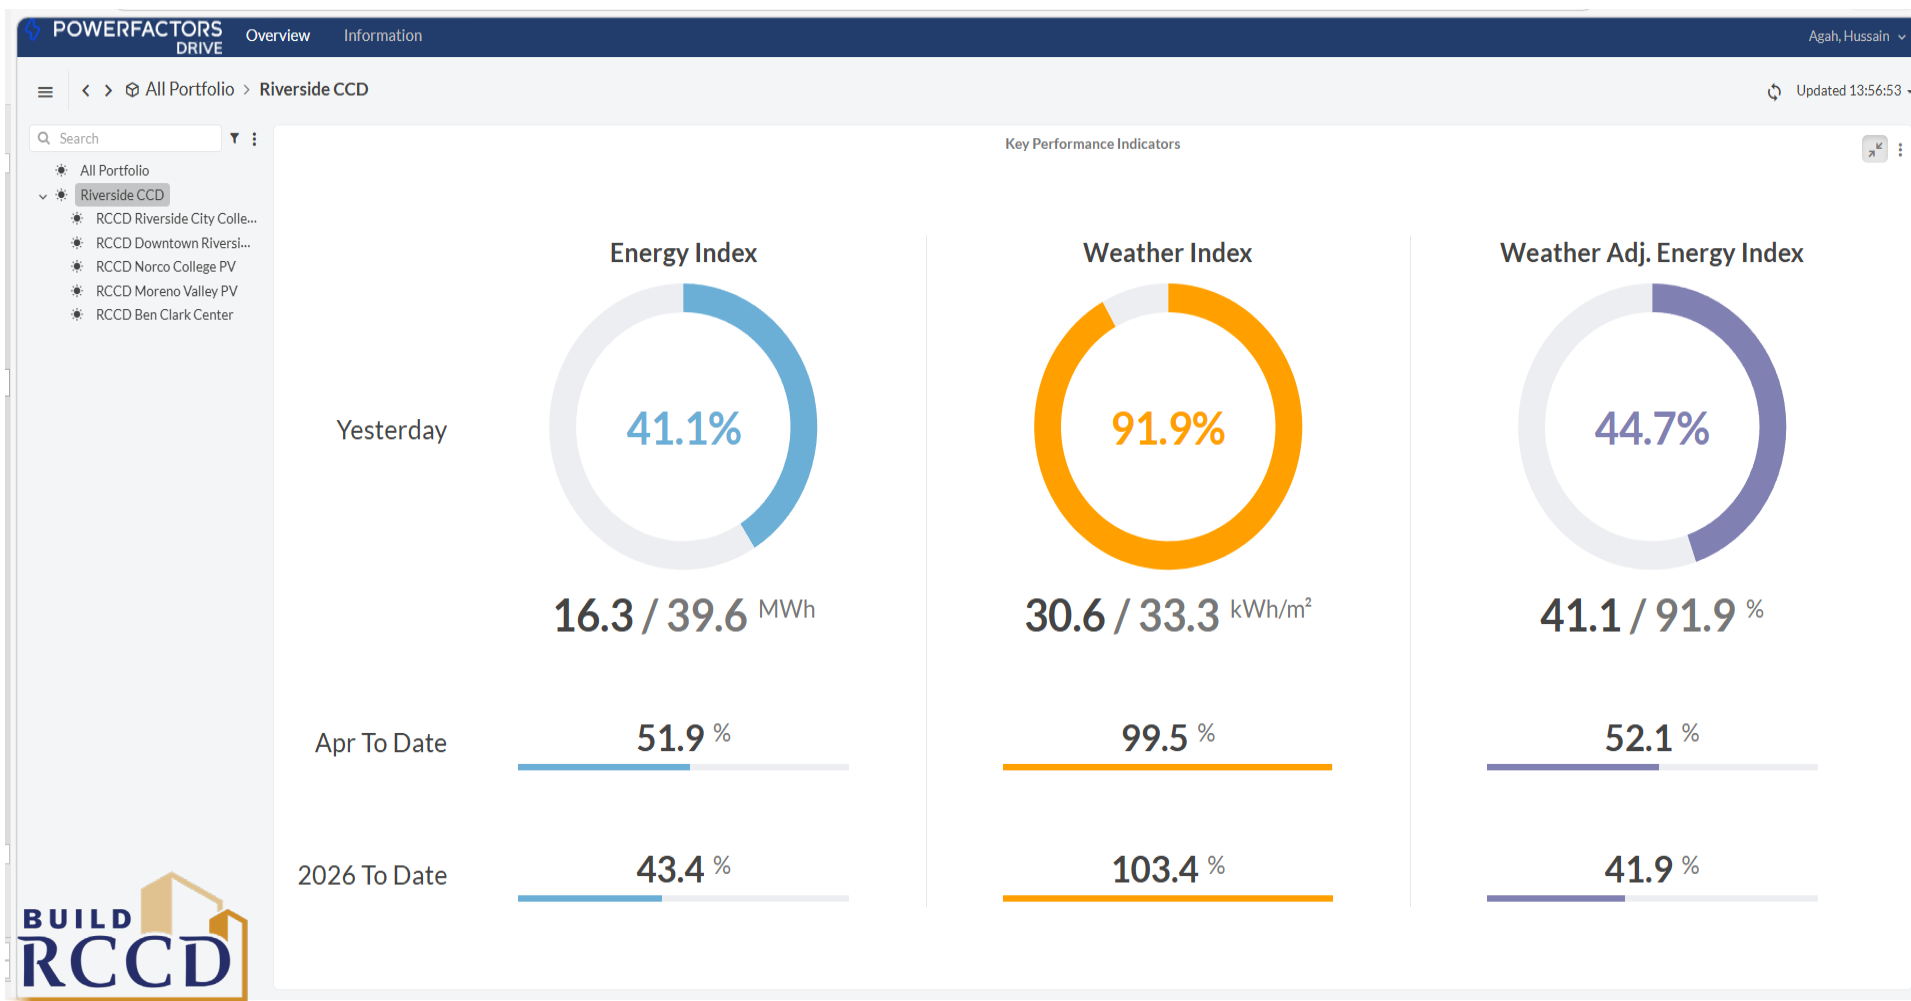 POWERFACTORS
DRIVE
Overview
Information
Agah, Hussain
All Portfolio > Riverside CCD
Updated 13:56:53
Search
All Portfolio
Riverside CCD
RCCD Riverside City Colle...
RCCD Downtown Riversi...
RCCD Norco College PV
RCCD Moreno Valley PV
RCCD Ben Clark Center
Key Performance Indicators
Energy Index
Weather Index
Weather Adj. Energy Index
Yesterday
41.1%
91.9%
44.7%
16.3 / 39.6 MWh
30.6 / 33.3 kWh/m²
41.1 / 91.9 %
Apr To Date
51.9 %
99.5 %
52.1 %
2026 To Date
43.4 %
103.4 %
41.9 %
BUILD
RCCD